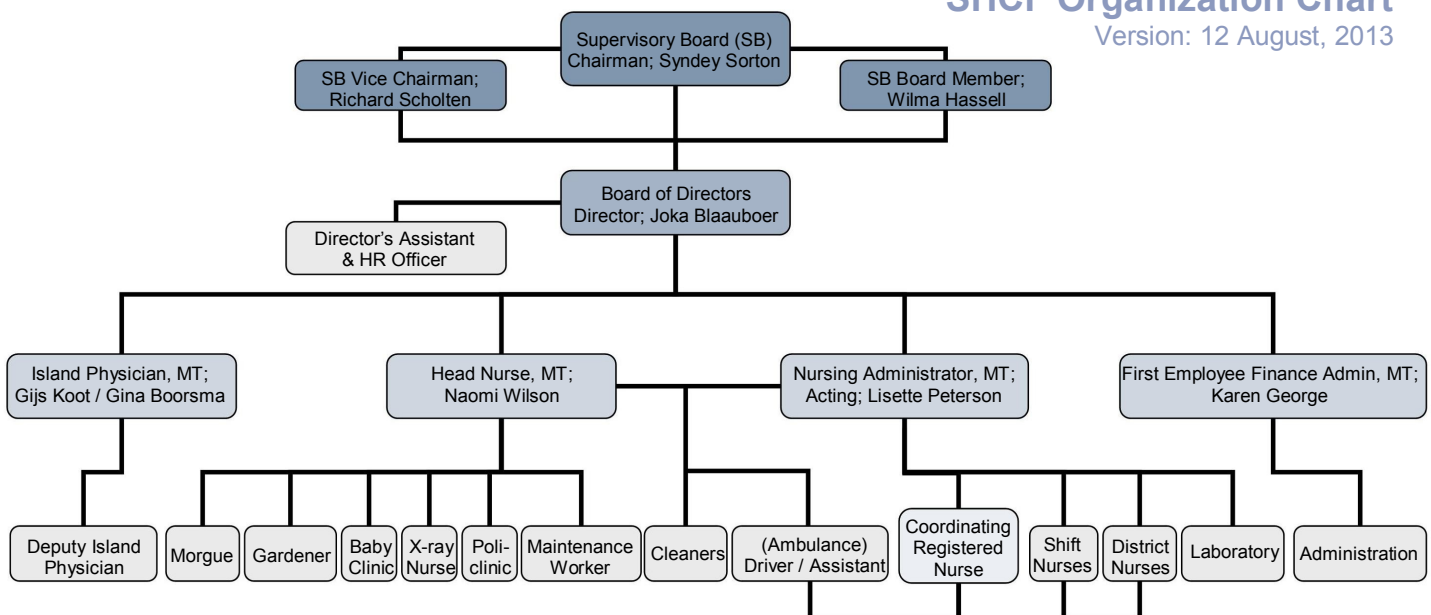 SHCF Organization Chart
Version: 12 August, 2013
Supervisory Board (SB)
Chairman; Syndey Sorton
SB Vice Chairman;
Richard Scholten
SB Board Member;
Wilma Hassell
Board of Directors
Director; Joka Blaauboer
Director’s Assistant
& HR Officer
Island Physician, MT;
Gijs Koot / Gina Boorsma
Head Nurse, MT;
Naomi Wilson
Nursing Administrator, MT;
Acting; Lisette Peterson
First Employee Finance Admin, MT;
Karen George
Deputy Island
Physician
Morgue
Gardener
Baby
Clinic
X-ray
Nurse
Poli-
clinic
Maintenance
Worker
Cleaners
(Ambulance)
Driver / Assistant
Coordinating
Registered
Nurse
Shift
Nurses
District
Nurses
Laboratory
Administration